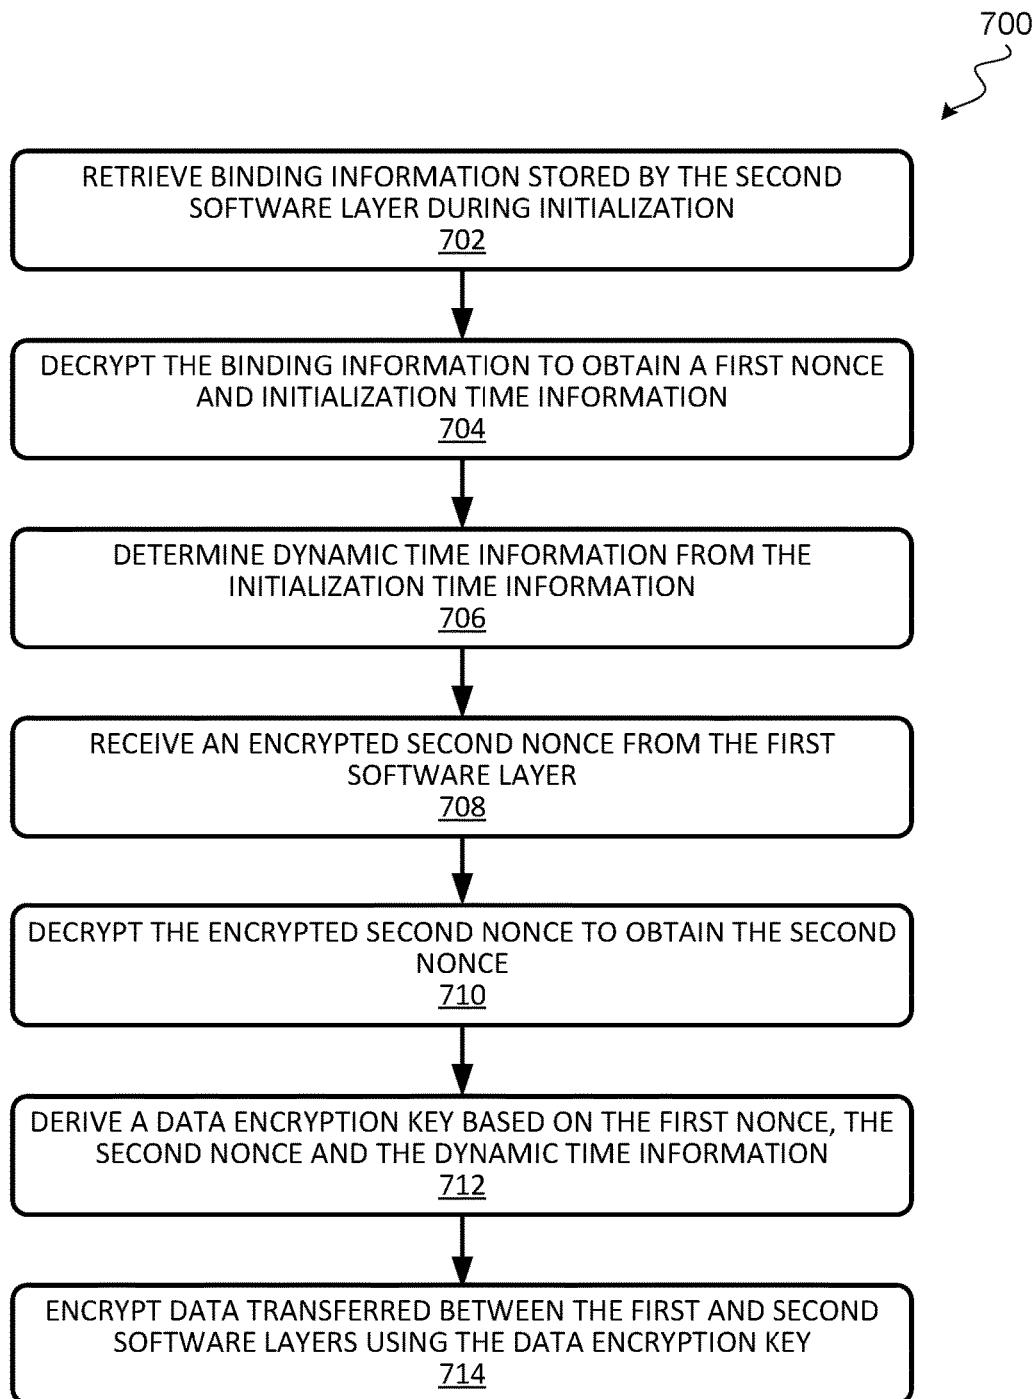 700
RETRIEVE BINDING INFORMATION STORED BY THE SECOND
SOFTWARE LAYER DURING INITIALIZATION
702
DECRYPT THE BINDING INFORMATION TO OBTAIN A FIRST NONCE
AND INITIALIZATION TIME INFORMATION
704
DETERMINE DYNAMIC TIME INFORMATION FROM THE
INITIALIZATION TIME INFORMATION
706
RECEIVE AN ENCRYPTED SECOND NONCE FROM THE FIRST
SOFTWARE LAYER
708
DECRYPT THE ENCRYPTED SECOND NONCE TO OBTAIN THE SECOND
NONCE
710
DERIVE A DATA ENCRYPTION KEY BASED ON THE FIRST NONCE, THE
SECOND NONCE AND THE DYNAMIC TIME INFORMATION
712
ENCRYPT DATA TRANSFERRED BETWEEN THE FIRST AND SECOND
SOFTWARE LAYERS USING THE DATA ENCRYPTION KEY
714